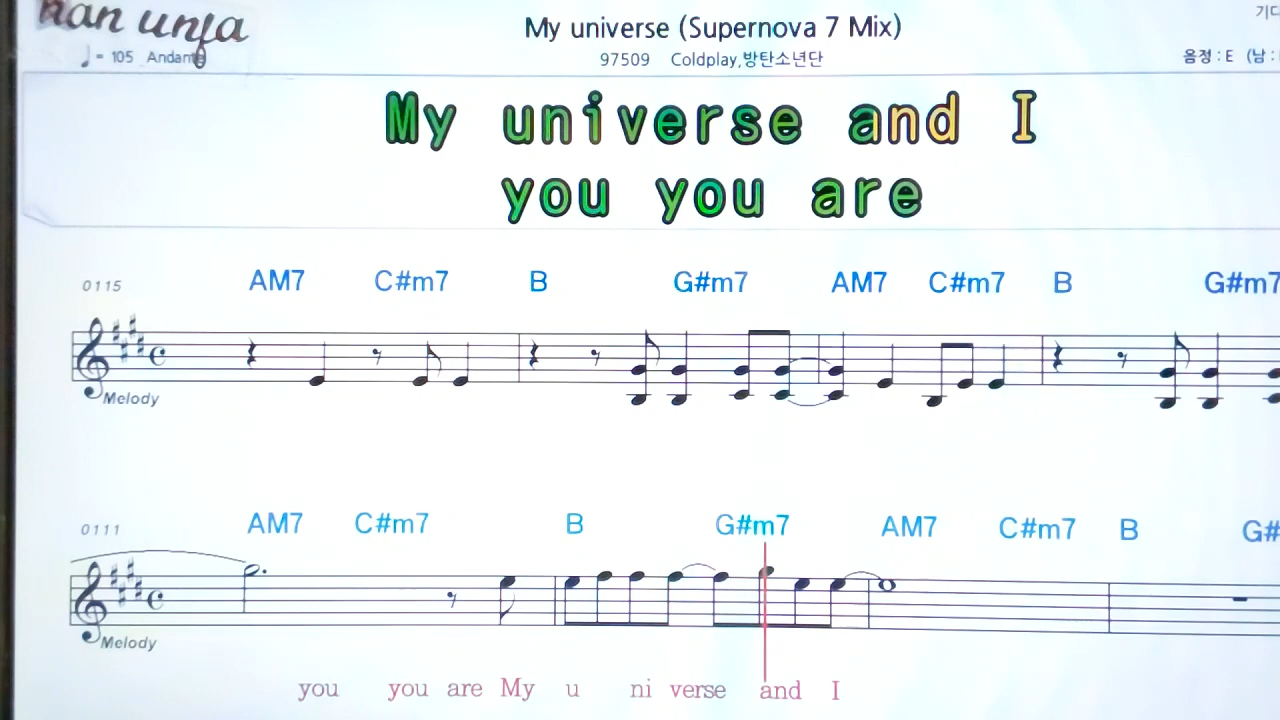 han unja
My universe (Supernova 7 Mix)
♩ = 105 Andante
97509 Coldplay,방탄소년단
음정 : E (남 :
My universe and I
you you are
0115 AM7 C#m7 B G#m7 AM7 C#m7 B G#m7
Melody
0111 AM7 C#m7 B G#m7 AM7 C#m7 B G#
Melody
you you are My u ni verse and I